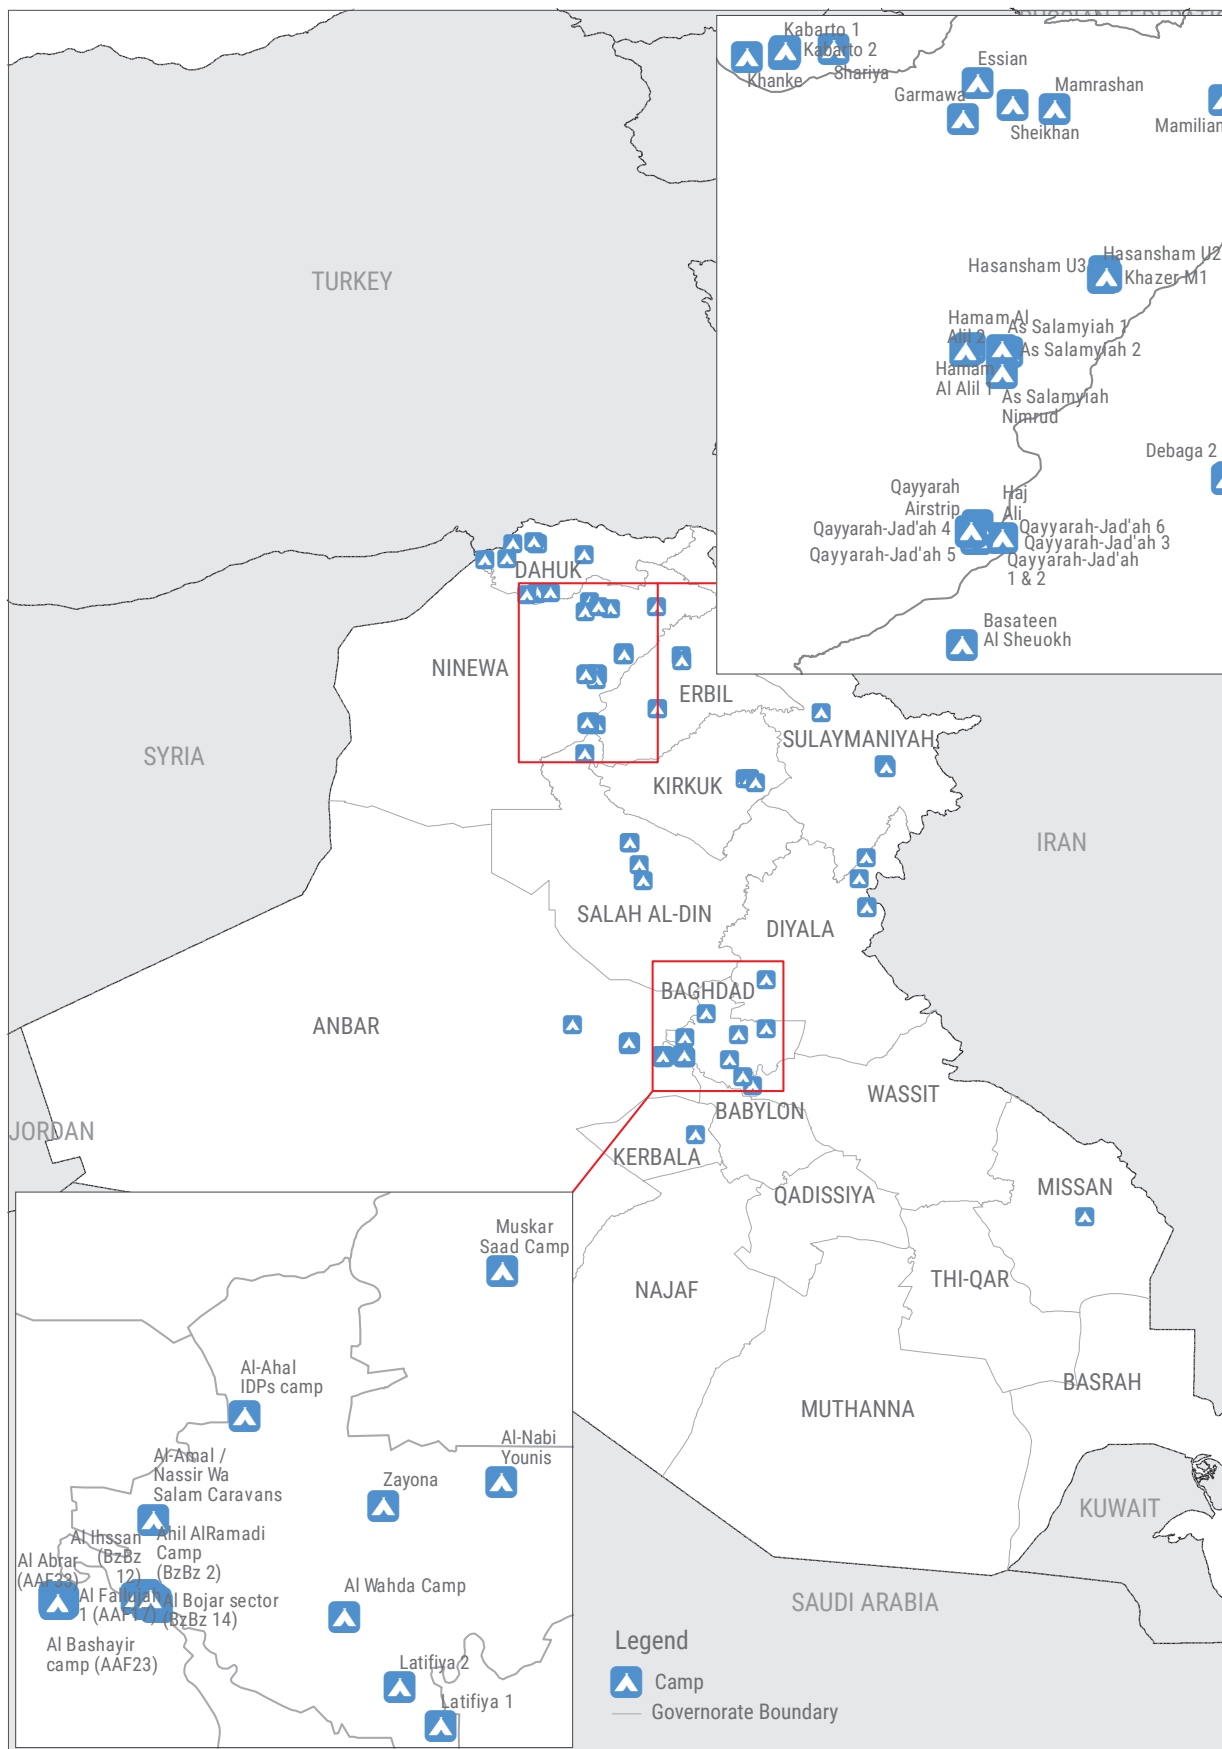 Kabarto 1
Kabarto 2
Khanke
Shariya
Essian
Garmawa
Mamrashan
Sheikhan
Mamilian
Hasansham U2
Hasansham U3
Khazer M1
Hamam Al
Alil 2
As Salamyiah 1
As Salamyiah 2
Hamam
Al Alil 1
As Salamyiah
Nimrud
Debaga 2
Qayyarah
Airstrip
Haj
Ali
Qayyarah-Jad'ah 4
Qayyarah-Jad'ah 6
Qayyarah-Jad'ah 3
Qayyarah-Jad'ah 5
Qayyarah-Jad'ah
1 & 2
Basateen
Al Sheuokh
TURKEY
DAHUK
NINEWA
ERBIL
SYRIA
SULAYMANIYAH
KIRKUK
IRAN
SALAH AL-DIN
DIYALA
BAGHDAD
ANBAR
WASSIT
BABYLON
JORDAN
KERBALA
QADISSIYA
MISSAN
NAJAF
THI-QAR
BASRAH
MUTHANNA
KUWAIT
SAUDI ARABIA
Muskar
Saad Camp
Al-Ahal
IDPs camp
Al-Nabi
Younis
Al-Amal /
Nassir Wa
Salam Caravans
Zayona
Al Ihssan
(BzBz
12)
Ahil AlRamadi
Camp
(BzBz 2)
Al Abrar
(AAF33)
Al Fallujah
1 (AAF17)
Al Bojar sector
(BzBz 14)
Al Wahda Camp
Al Bashayir
camp (AAF23)
Latifiya 2
Latifiya 1
Legend
Camp
Governorate Boundary